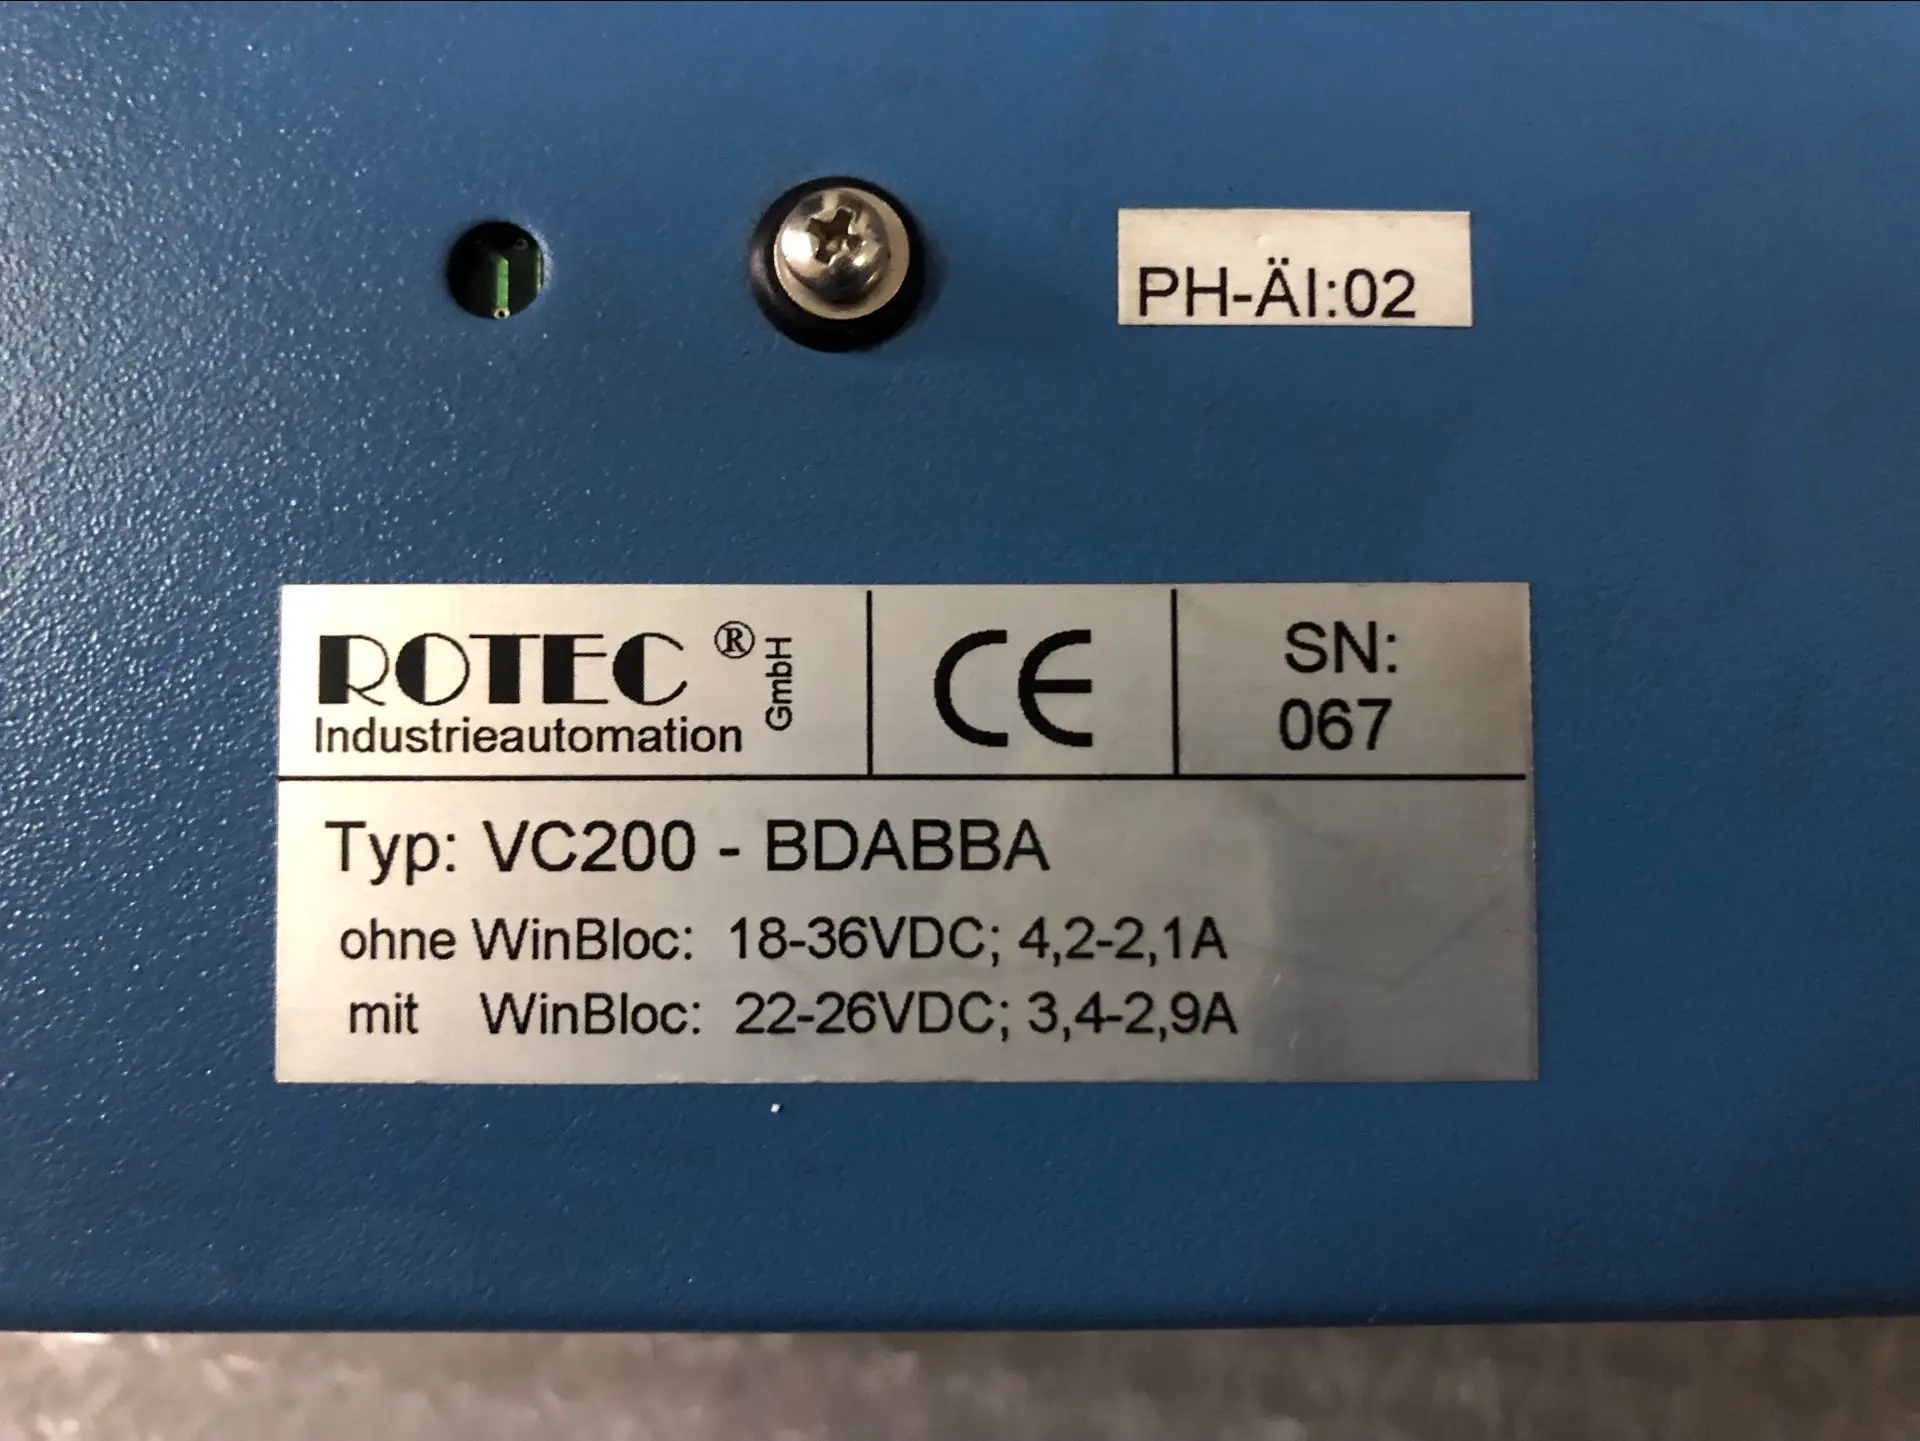 PH-ÄI:02
ROTEC ® GmbH
Industrieautomation
CE
SN:
067
Typ: VC200 - BDABBA
ohne WinBloc: 18-36VDC; 4,2-2,1A
mit WinBloc: 22-26VDC; 3,4-2,9A